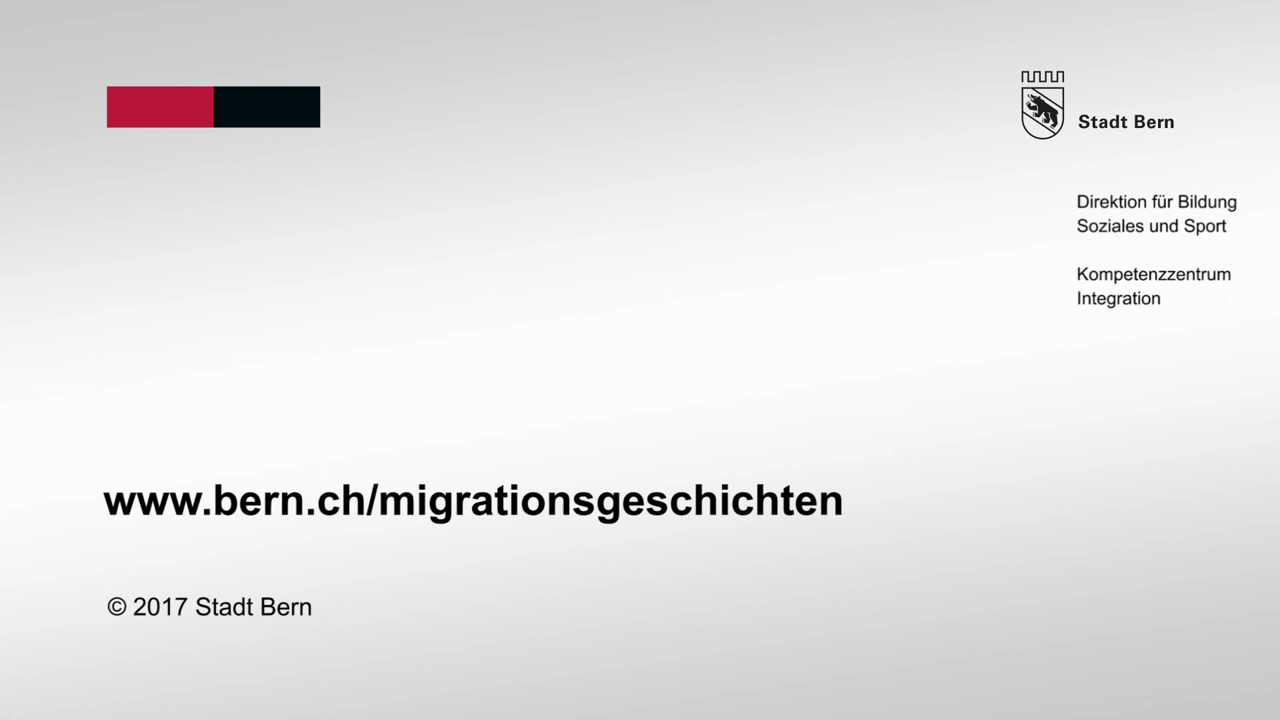 Stadt Bern
Direktion für Bildung
Soziales und Sport
Kompetenzzentrum
Integration
www.bern.ch/migrationsgeschichten
© 2017 Stadt Bern